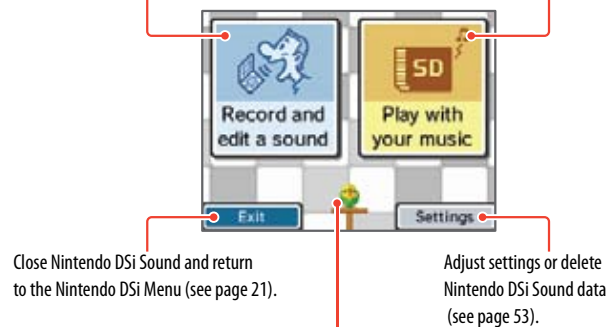 SD
Record and
edit a sound
Play with
your music
Exit
Settings
Close Nintendo DSi Sound and return
to the Nintendo DSi Menu (see page 21).
Adjust settings or delete
Nintendo DSi Sound data
(see page 53).